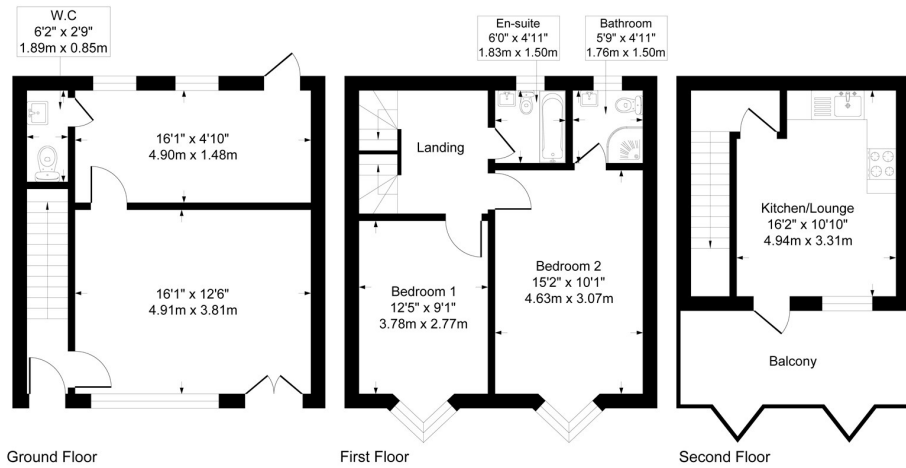 W.C
6'2" x 2'9"
1.89m x 0.85m
16'1" x 4'10"
4.90m x 1.48m
16'1" x 12'6"
4.91m x 3.81m
Ground Floor
En-suite
6'0" x 4'11"
1.83m x 1.50m
Bathroom
5'9" x 4'11"
1.76m x 1.50m
Landing
Bedroom 1
12'5" x 9'1"
3.78m x 2.77m
Bedroom 2
15'2" x 10'1"
4.63m x 3.07m
First Floor
Kitchen/Lounge
16'2" x 10'10"
4.94m x 3.31m
Balcony
Second Floor